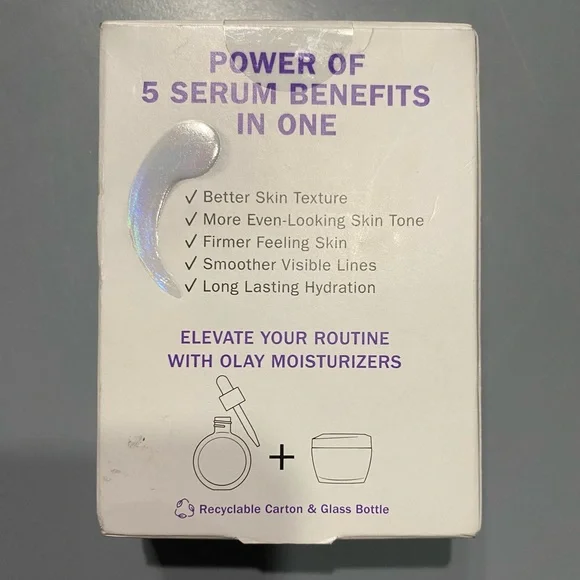 POWER OF
5 SERUM BENEFITS
IN ONE
✓ Better Skin Texture
✓ More Even-Looking Skin Tone
✓ Firmer Feeling Skin
✓ Smoother Visible Lines
✓ Long Lasting Hydration
ELEVATE YOUR ROUTINE
WITH OLAY MOISTURIZERS
+
Recyclable Carton & Glass Bottle